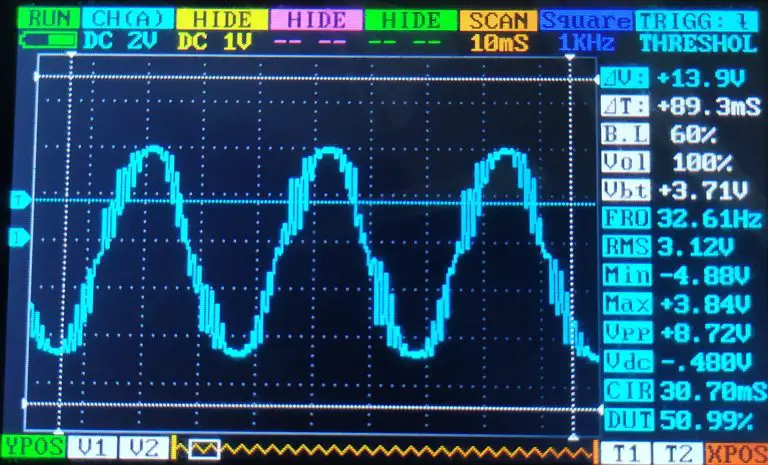 RUN CH(A) HIDE HIDE HIDE SCAN Square TRIGG:
DC 2V DC 1V -- -- -- -- 10mS 1KHz THRESHOL
ΔV: +13.9V
ΔT: +89.3mS
B.L 60%
Vol 100%
Vbt +3.71V
FRQ 32.61Hz
RMS 3.12V
Min -4.88V
Max +3.84V
Vpp +8.72V
Vdc -.480V
CIR 30.70mS
DUT 50.99%
T
1
YPOS V1 V2 T1 T2 XPOS